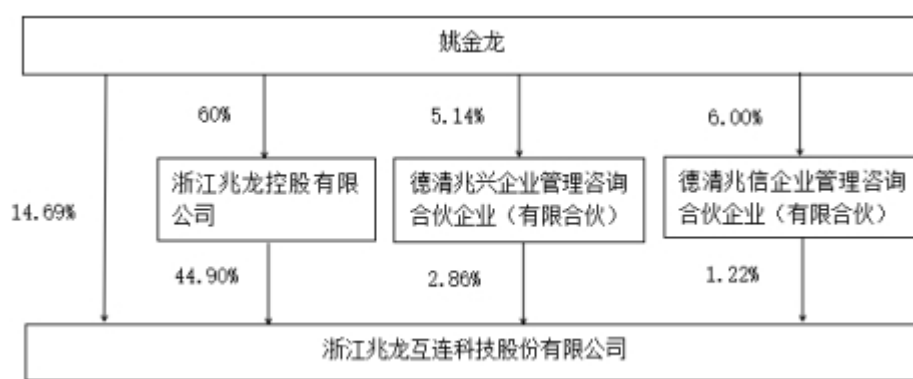 姚金龙
60%
5.14%
6.00%
14.69%
浙江兆龙控股有限
公司
德清兆兴企业管理咨询
合伙企业（有限合伙）
德清兆信企业管理咨询
合伙企业（有限合伙）
44.90%
2.86%
1.22%
浙江兆龙互连科技股份有限公司